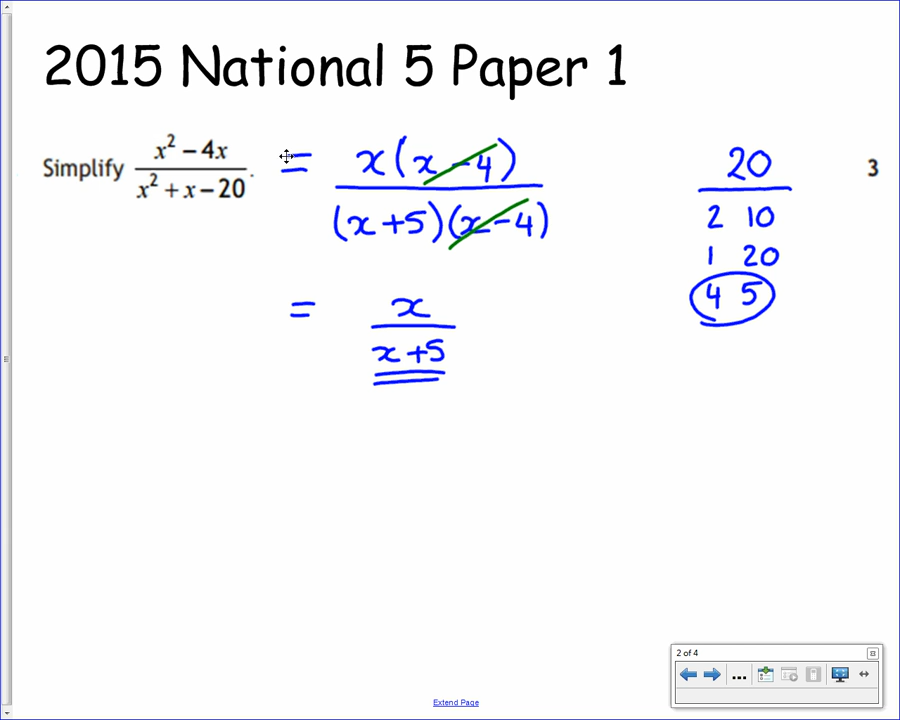 2015 National 5 Paper 1
Simplify (x² – 4x)/(x² + x – 20). = x(x – 4)/(x + 5)(x – 4) 3
= x/(x + 5)
20
2 10
1 20
4 5
2 of 4
...
Extend Page